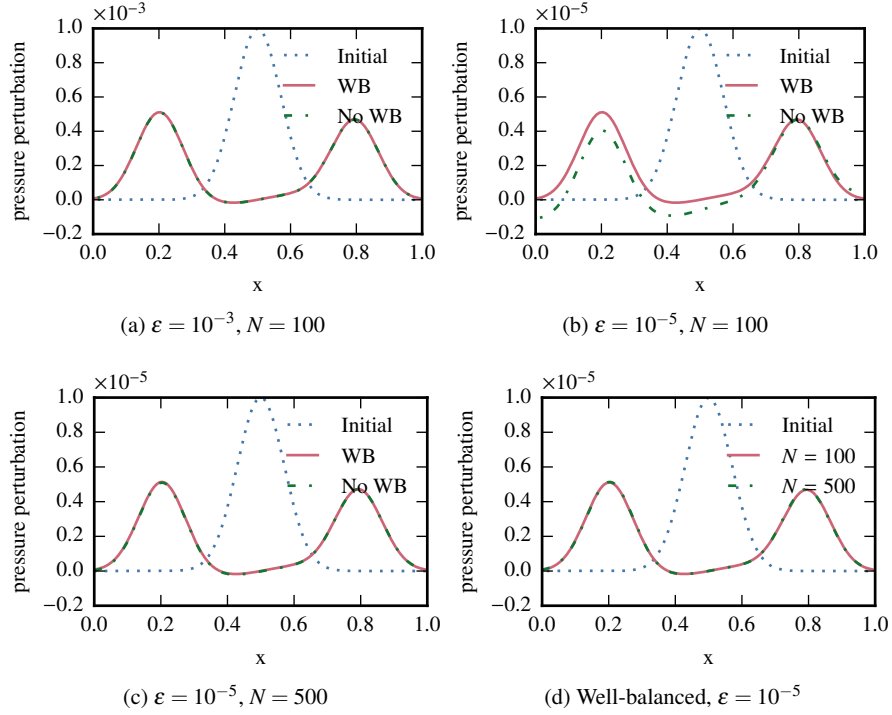 ×10⁻³
1.0
0.8
0.6
0.4
0.2
0.0
−0.2
0.0 0.2 0.4 0.6 0.8 1.0
pressure perturbation
x
Initial
WB
No WB
(a) ε = 10⁻³, N = 100
×10⁻⁵
1.0
0.8
0.6
0.4
0.2
0.0
−0.2
0.0 0.2 0.4 0.6 0.8 1.0
pressure perturbation
x
Initial
WB
No WB
(b) ε = 10⁻⁵, N = 100
×10⁻⁵
1.0
0.8
0.6
0.4
0.2
0.0
−0.2
0.0 0.2 0.4 0.6 0.8 1.0
pressure perturbation
x
Initial
WB
No WB
(c) ε = 10⁻⁵, N = 500
×10⁻⁵
1.0
0.8
0.6
0.4
0.2
0.0
−0.2
0.0 0.2 0.4 0.6 0.8 1.0
pressure perturbation
x
Initial
N = 100
N = 500
(d) Well-balanced, ε = 10⁻⁵